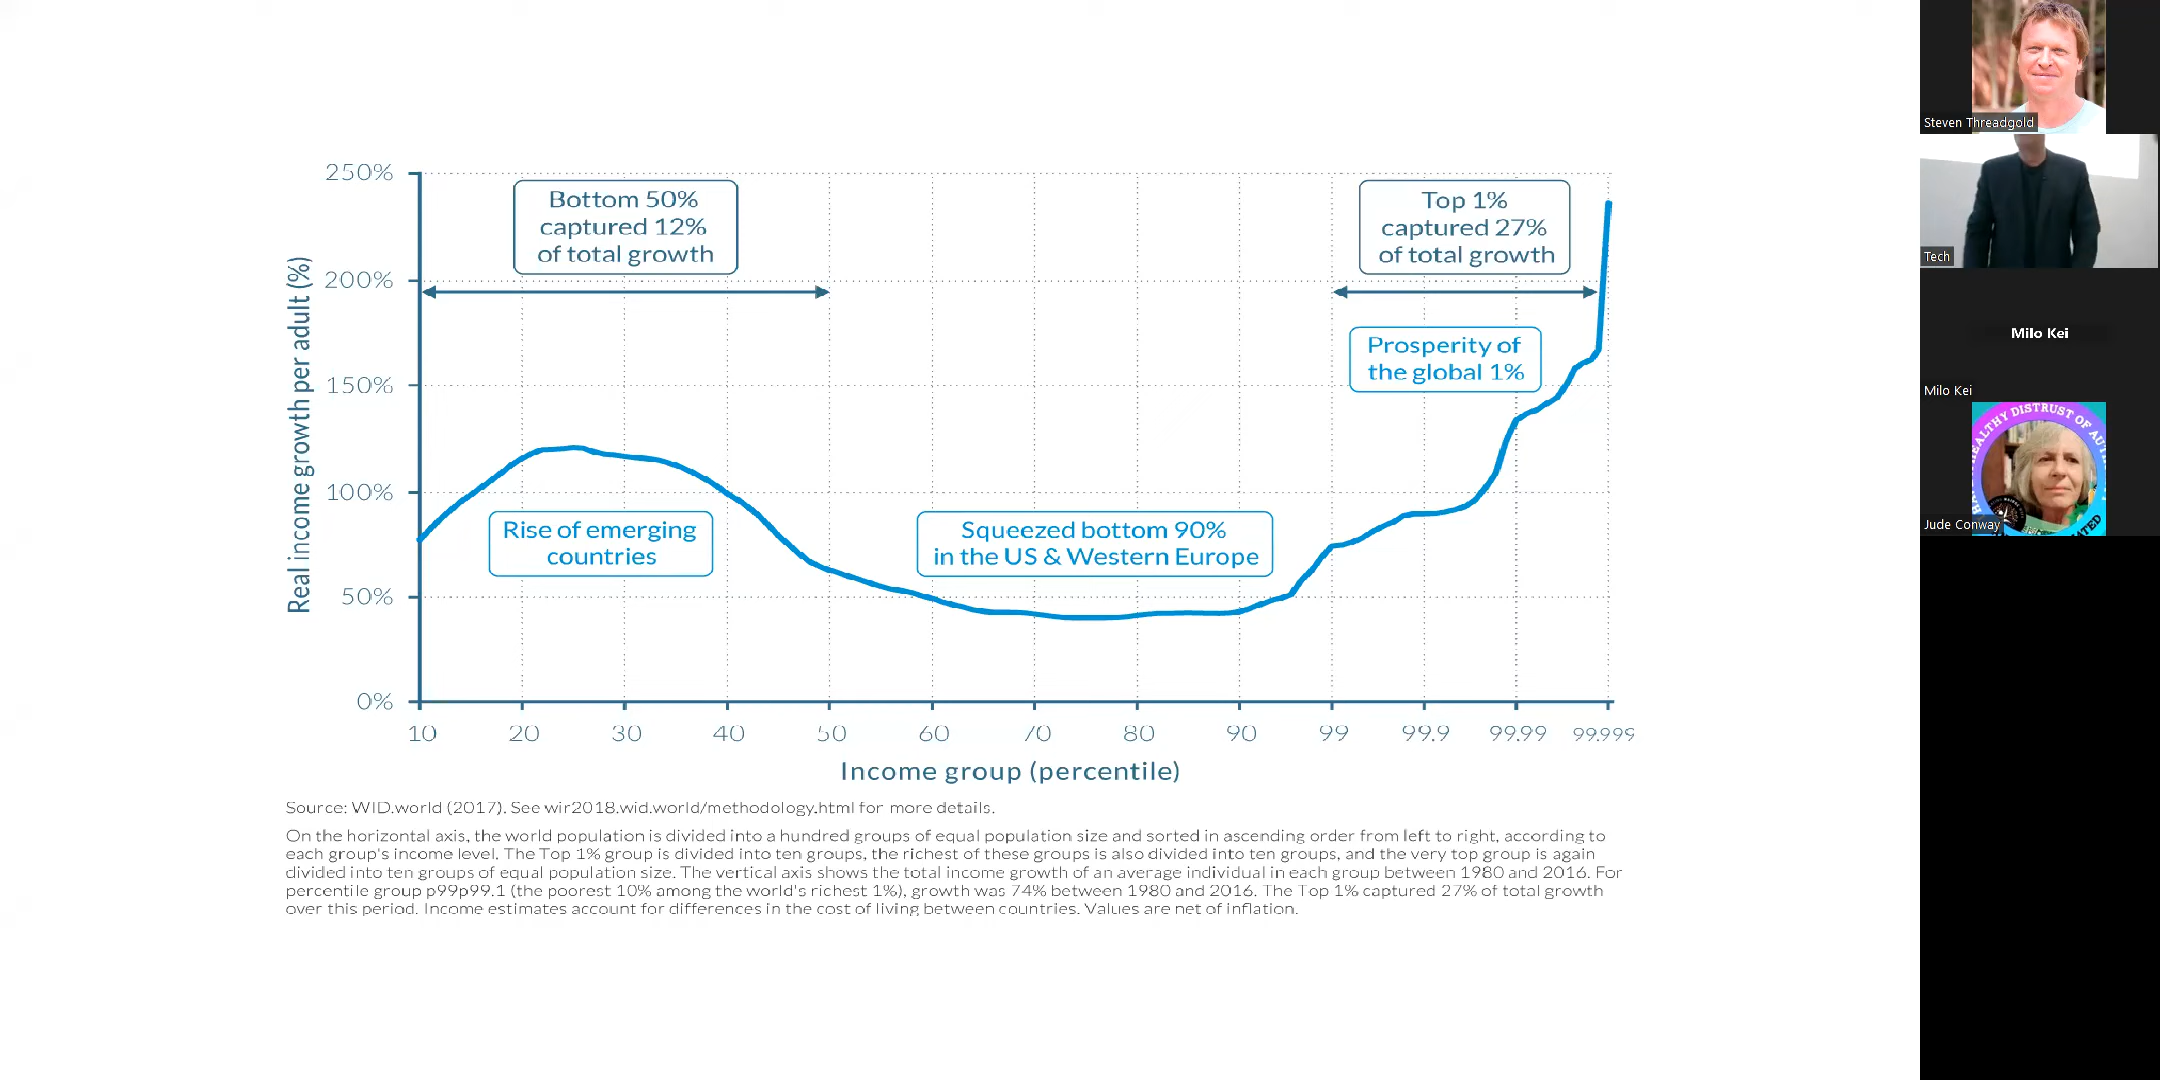 250%
200%
150%
100%
50%
0%
Real income growth per adult (%)
Bottom 50%
captured 12%
of total growth
Top 1%
captured 27%
of total growth
Prosperity of
the global 1%
Rise of emerging
countries
Squeezed bottom 90%
in the US & Western Europe
10 20 30 40 50 60 70 80 90 99 99.9 99.99 99.999
Income group (percentile)
Source: WID.world (2017). See wir2018.wid.world/methodology.html for more details.
On the horizontal axis, the world population is divided into a hundred groups of equal population size and sorted in ascending order from left to right, according to
each group's income level. The Top 1% group is divided into ten groups, the richest of these groups is also divided into ten groups, and the very top group is again
divided into ten groups of equal population size. The vertical axis shows the total income growth of an average individual in each group between 1980 and 2016. For
percentile group p99p99.1 (the poorest 10% among the world's richest 1%), growth was 74% between 1980 and 2016. The Top 1% captured 27% of total growth
over this period. Income estimates account for differences in the cost of living between countries. Values are net of inflation.
Steven Threadgold
Tech
Milo Kei
Milo Kei
HEALTHY DISTRUST OF
Jude Conway